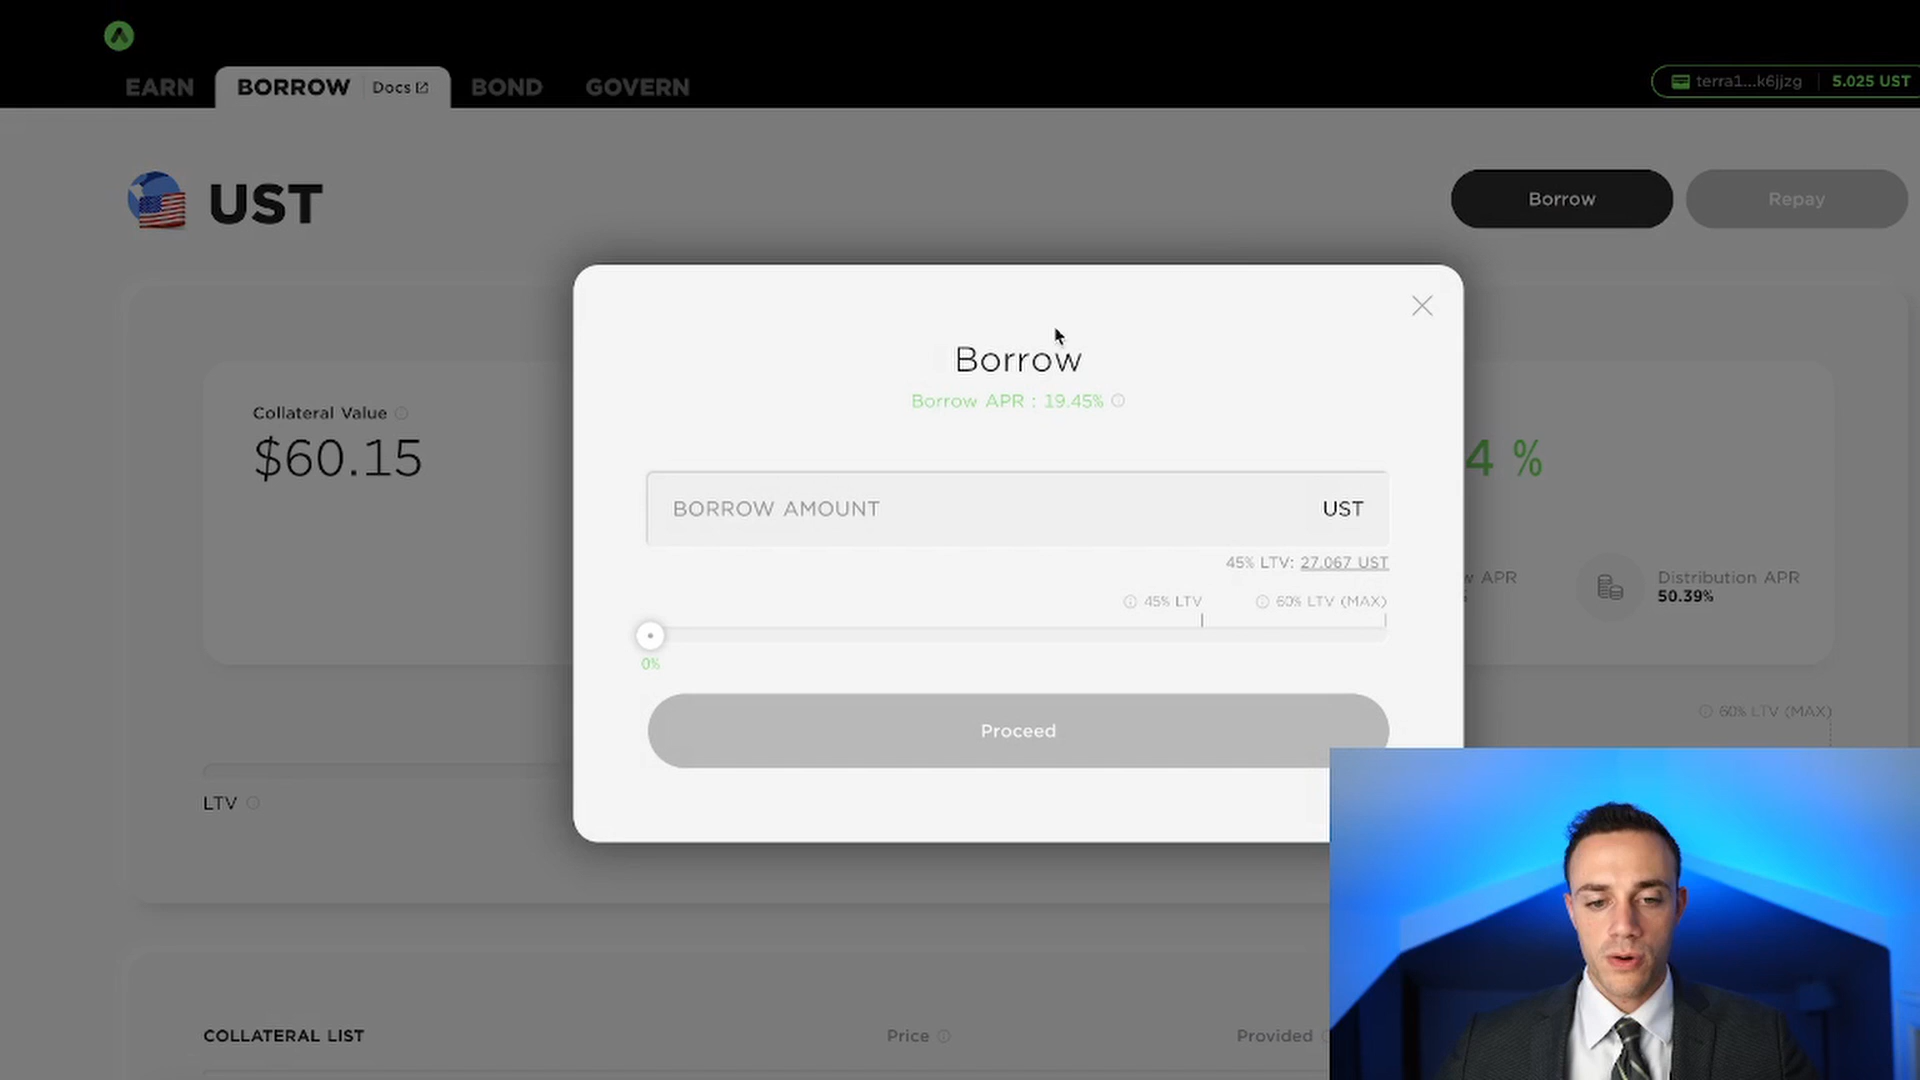 EARN BORROW Docs BOND GOVERN
terra1...k6jjzg 5.025 UST
UST
Borrow Repay
Borrow
Borrow APR : 19.45%
Collateral Value
$60.15
4 %
BORROW AMOUNT UST
45% LTV: 27.067 UST
45% LTV 60% LTV (MAX)
0%
APR
Distribution APR
50.39%
Proceed
60% LTV (MAX)
LTV
COLLATERAL LIST Price Provided